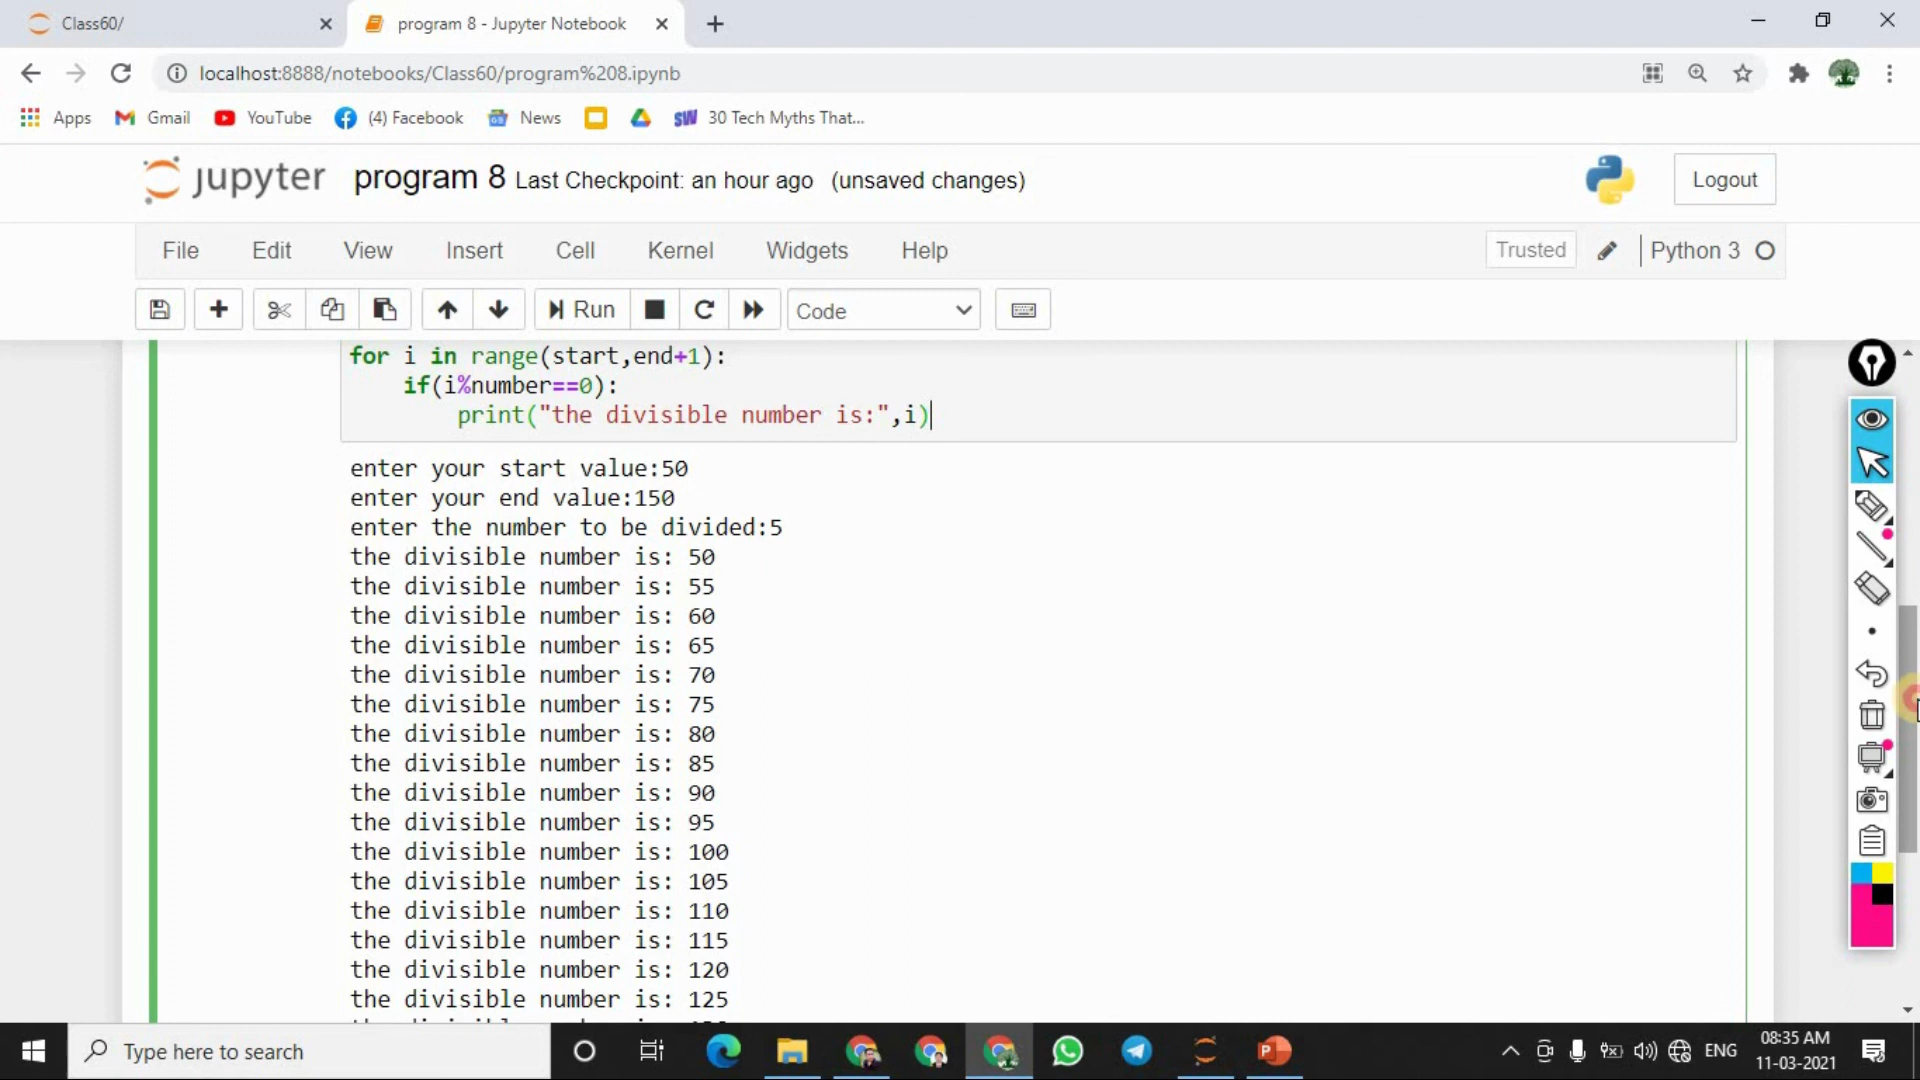 Class60/
program 8 - Jupyter Notebook
localhost:8888/notebooks/Class60/program%208.ipynb
Apps Gmail YouTube (4) Facebook News SW 30 Tech Myths That...
jupyter program 8 Last Checkpoint: an hour ago (unsaved changes)
Logout
File Edit View Insert Cell Kernel Widgets Help
Trusted Python 3
Run Code
for i in range(start,end+1):
if(i%number==0):
print("the divisible number is:",i)
enter your start value:50
enter your end value:150
enter the number to be divided:5
the divisible number is: 50
the divisible number is: 55
the divisible number is: 60
the divisible number is: 65
the divisible number is: 70
the divisible number is: 75
the divisible number is: 80
the divisible number is: 85
the divisible number is: 90
the divisible number is: 95
the divisible number is: 100
the divisible number is: 105
the divisible number is: 110
the divisible number is: 115
the divisible number is: 120
the divisible number is: 125
Type here to search
ENG
08:35 AM
11-03-2021